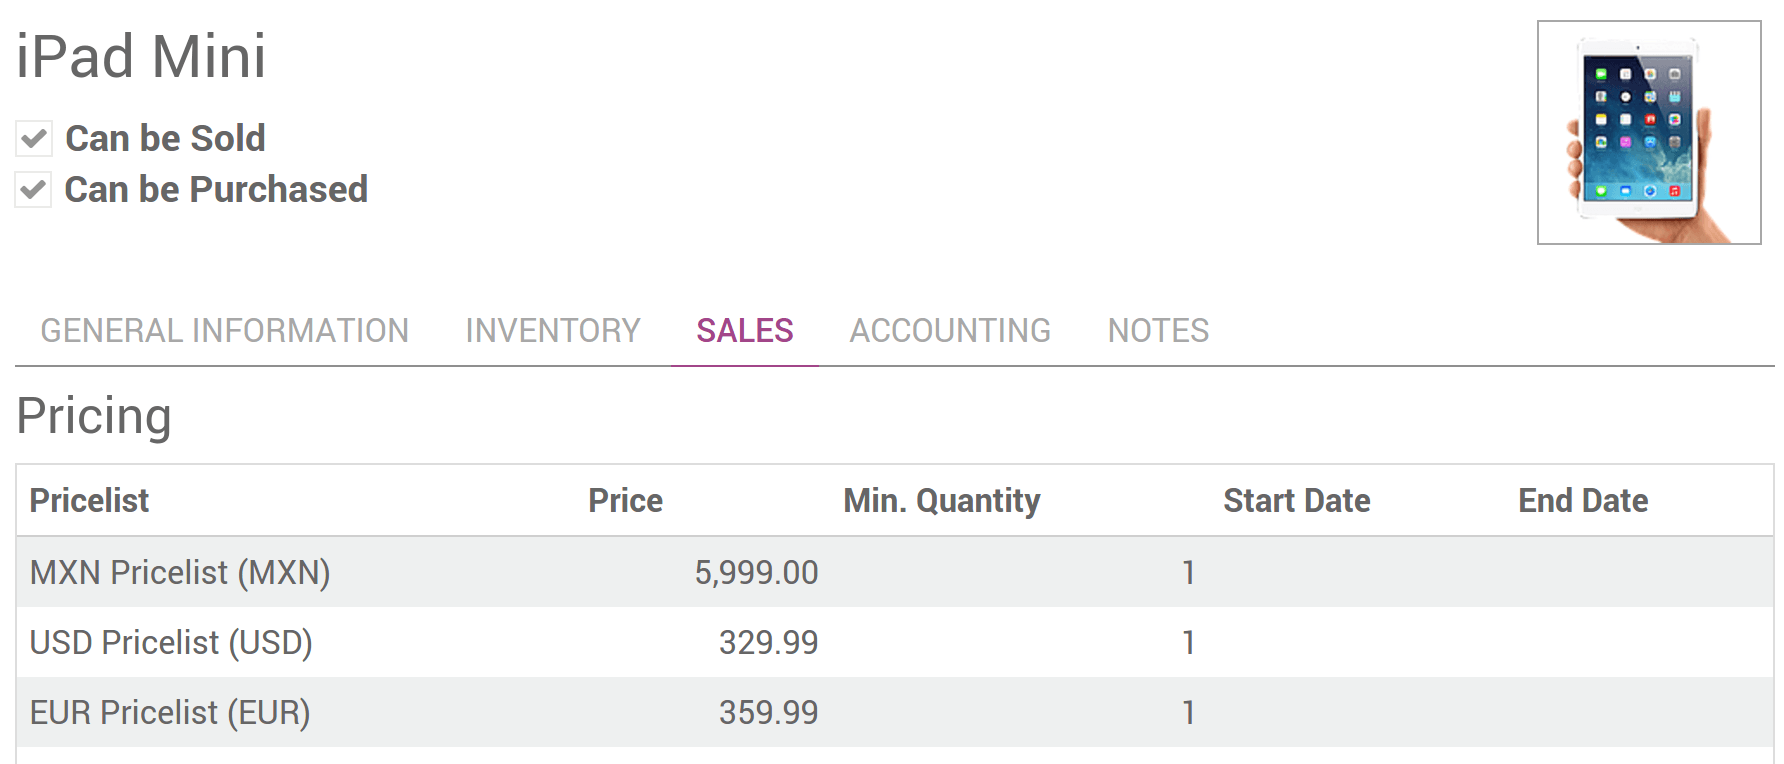 iPad Mini
Can be Sold
Can be Purchased
GENERAL INFORMATION INVENTORY SALES ACCOUNTING NOTES
Pricing
Pricelist Price Min. Quantity Start Date End Date
MXN Pricelist (MXN) 5,999.00 1
USD Pricelist (USD) 329.99 1
EUR Pricelist (EUR) 359.99 1